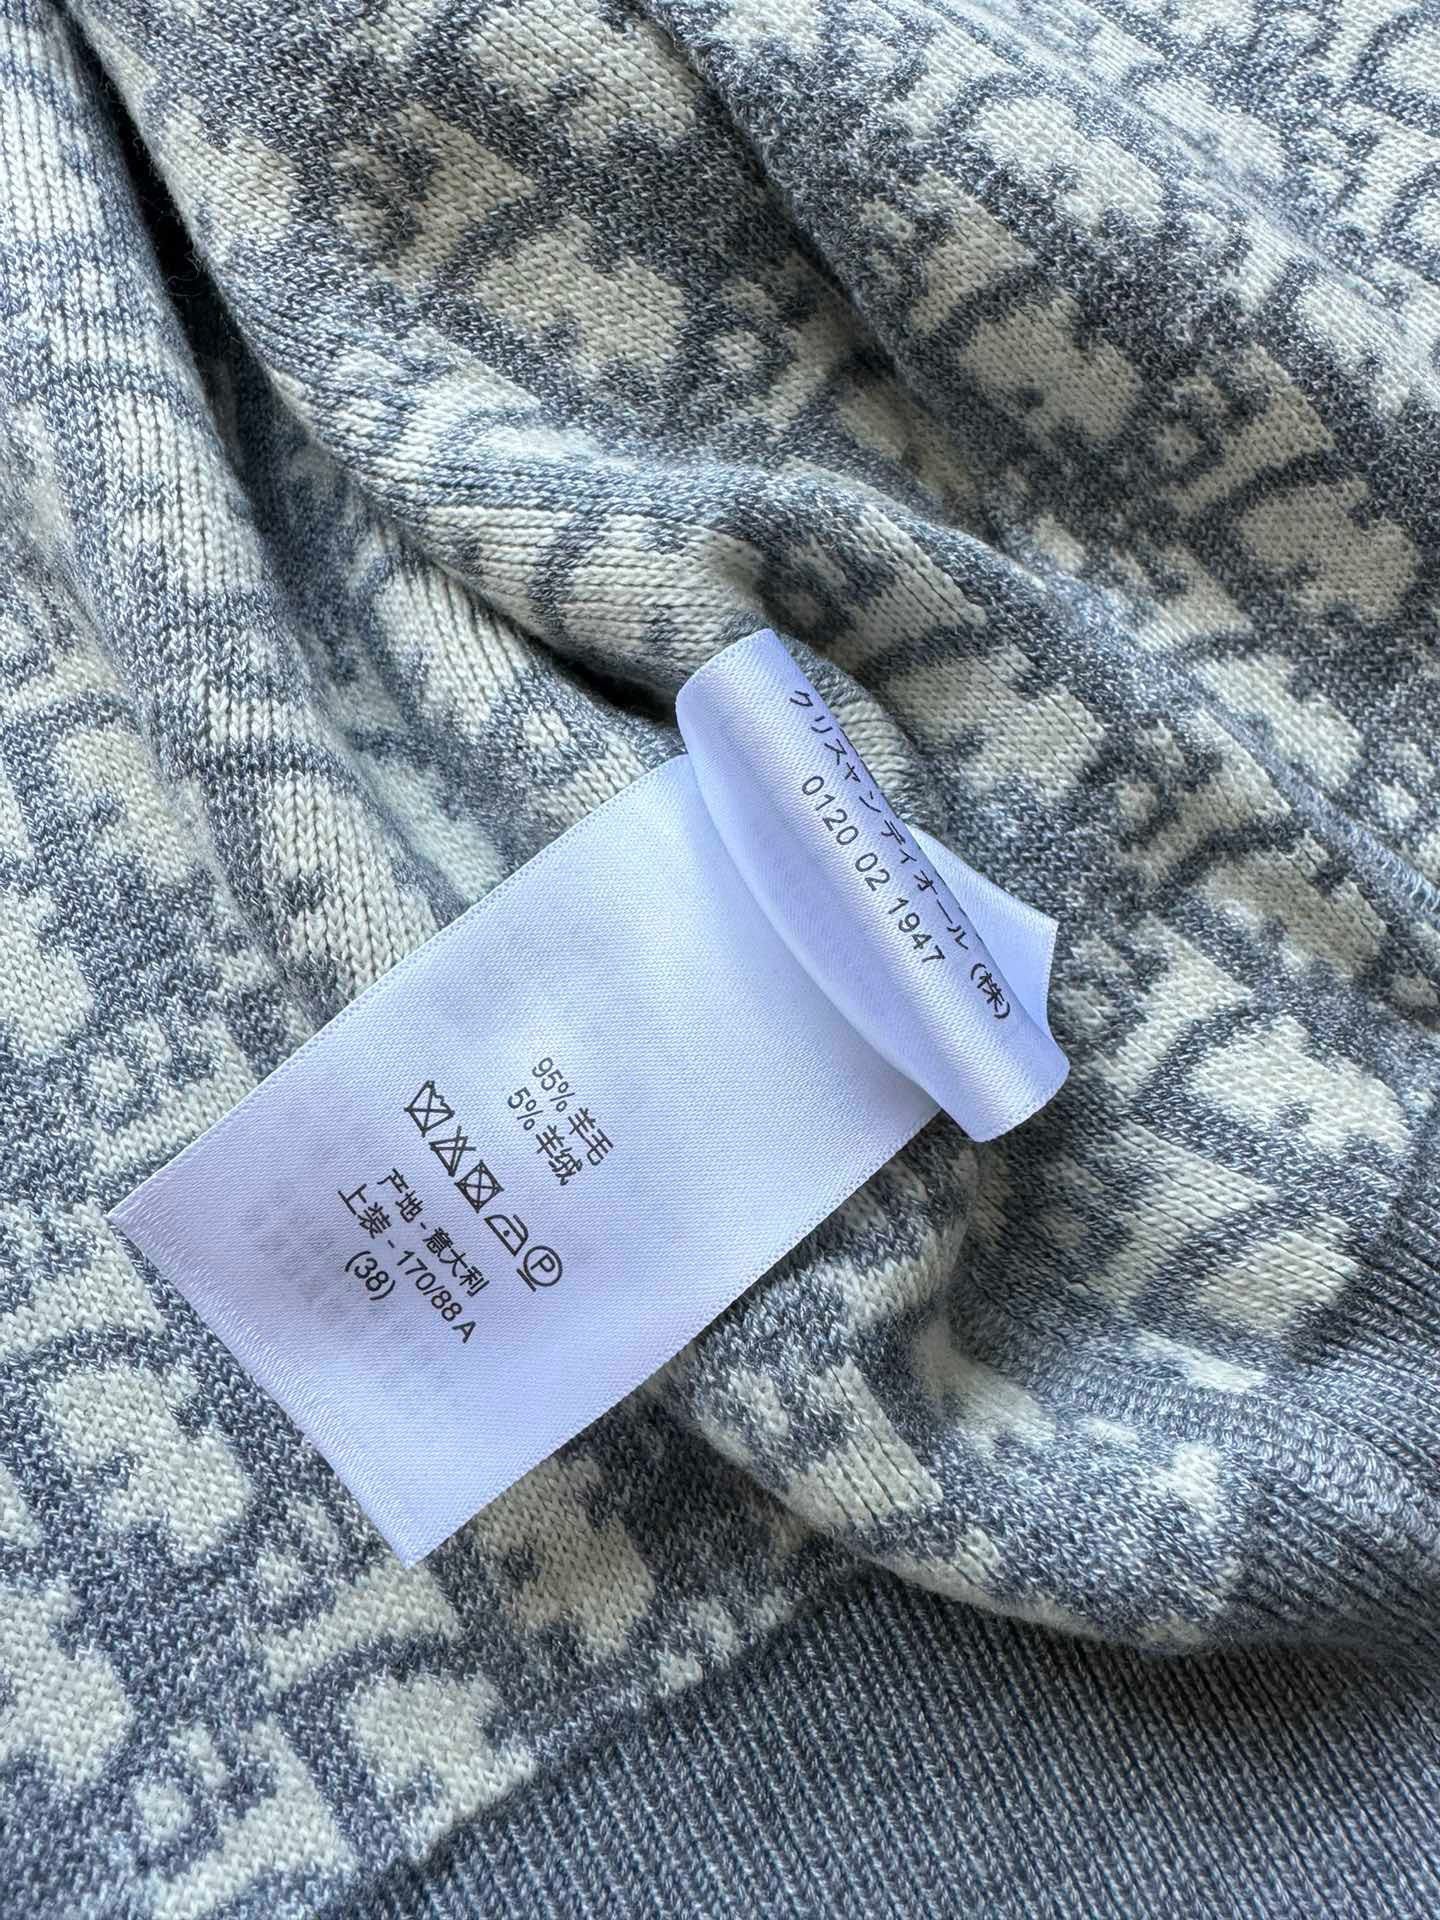 クリスチャン ディオール (株)
0120 02 1947
95% 羊毛
5% 羊绒
P
产地 - 意大利
上装 - 170/88A
(38)